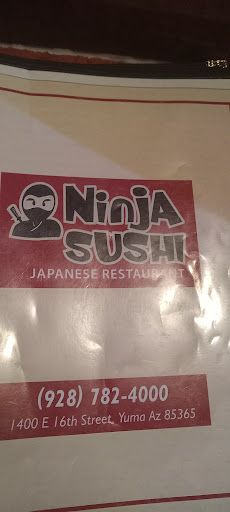 Ninja
SUSHI
JAPANESE RESTAURANT
(928) 782-4000
1400 E 16th Street, Yuma Az 85365